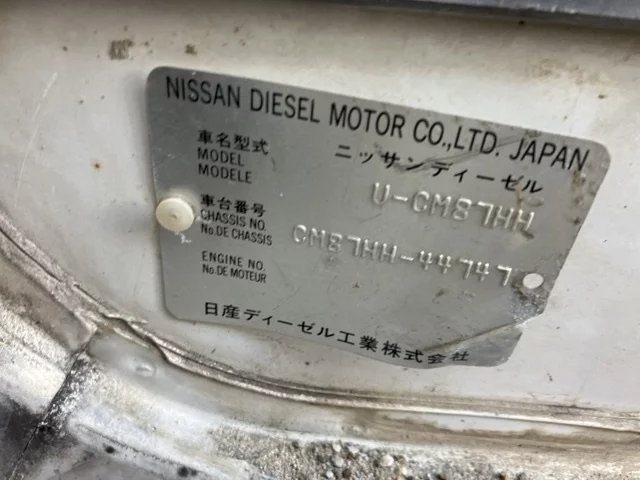 NISSAN DIESEL MOTOR CO.,LTD. JAPAN
車名型式 ニッサンディーゼル
MODEL
MODELE U-CM87HH
車台番号
CHASSIS NO.
No.DE CHASSIS CM87HH-44747
ENGINE NO.
No.DE MOTEUR
日産ディーゼル工業株式会社